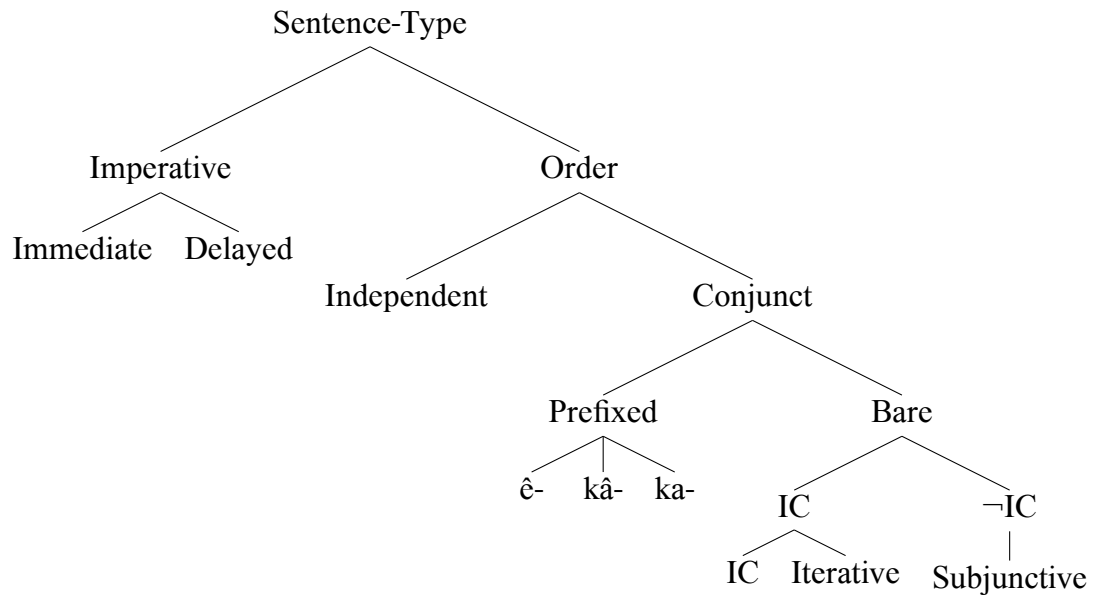 Sentence-Type
Imperative Order
Immediate Delayed
Independent Conjunct
Prefixed Bare
ê- kâ- ka-
IC ¬IC
IC Iterative Subjunctive